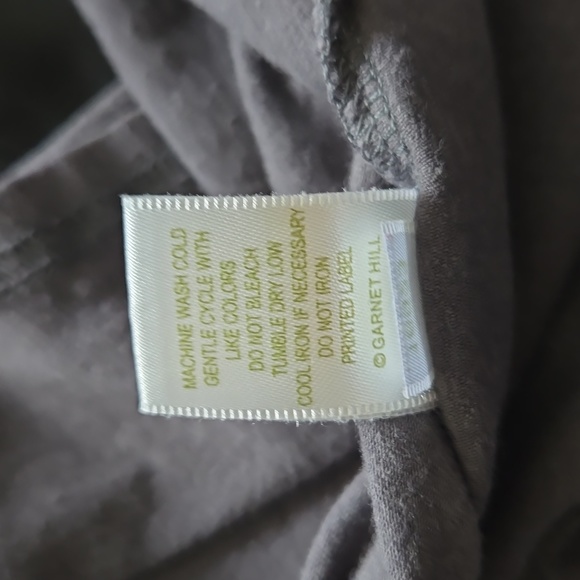 MACHINE WASH COLD
GENTLE CYCLE WITH
LIKE COLORS
DO NOT BLEACH
TUMBLE DRY LOW
COOL IRON IF NECESSARY
DO NOT IRON
PRINTED LABEL
© GARNET HILL